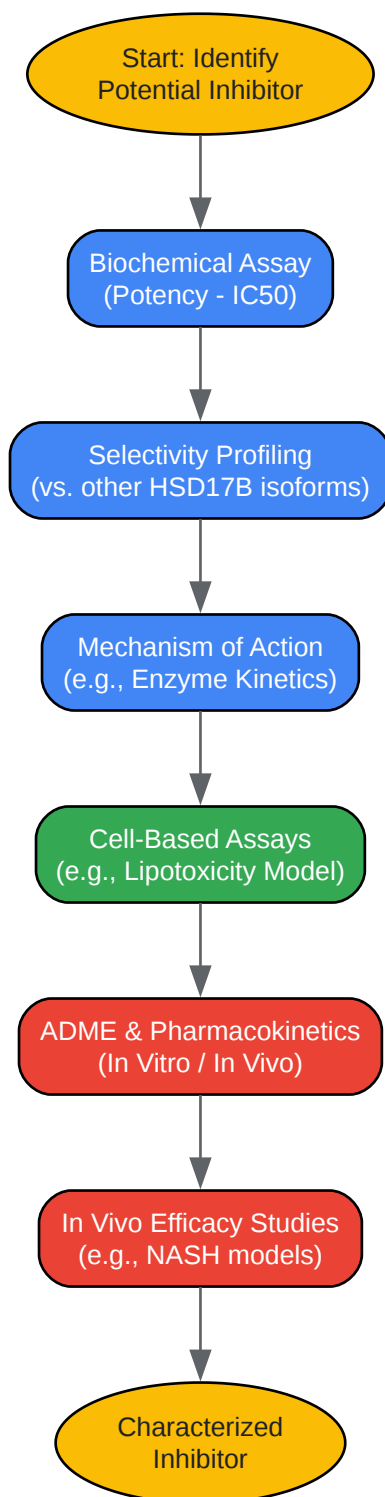 Start: Identify
Potential Inhibitor
Biochemical Assay
(Potency - IC50)
Selectivity Profiling
(vs. other HSD17B isoforms)
Mechanism of Action
(e.g., Enzyme Kinetics)
Cell-Based Assays
(e.g., Lipotoxicity Model)
ADME & Pharmacokinetics
(In Vitro / In Vivo)
In Vivo Efficacy Studies
(e.g., NASH models)
Characterized
Inhibitor